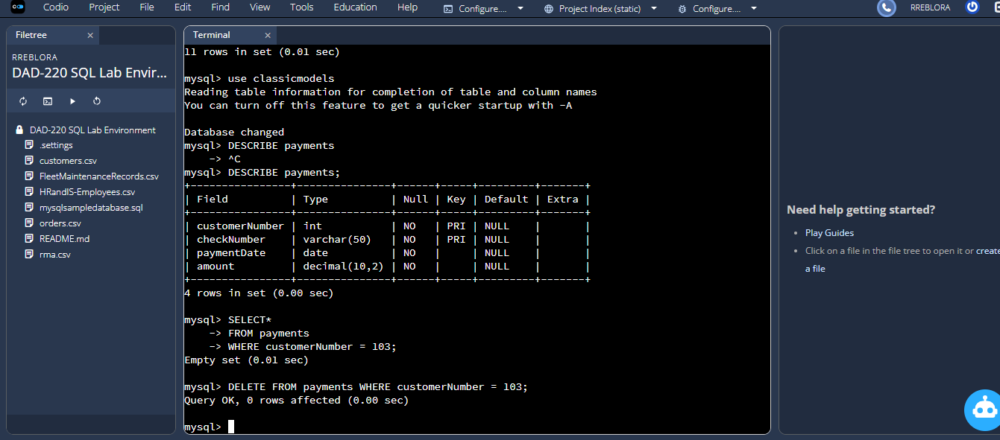 Codio Project File Edit Find View Tools Education Help Configure.... Project Index (static) Configure.... RREBLORA
Filetree ×
RREBLORA
DAD-220 SQL Lab Envir...
DAD-220 SQL Lab Environment
.settings
customers.csv
FleetMaintenanceRecords.csv
HRandIS-Employees.csv
mysqlsampledatabase.sql
orders.csv
README.md
rma.csv
Terminal ×
11 rows in set (0.01 sec)
mysql> use classicmodels
Reading table information for completion of table and column names
You can turn off this feature to get a quicker startup with -A
Database changed
mysql> DESCRIBE payments
    -> ^C
mysql> DESCRIBE payments;
+----------------+---------------+------+-----+---------+-------+
| Field          | Type          | Null | Key | Default | Extra |
+----------------+---------------+------+-----+---------+-------+
| customerNumber | int           | NO   | PRI | NULL    |       |
| checkNumber    | varchar(50)   | NO   | PRI | NULL    |       |
| paymentDate    | date          | NO   |     | NULL    |       |
| amount         | decimal(10,2) | NO   |     | NULL    |       |
+----------------+---------------+------+-----+---------+-------+
4 rows in set (0.00 sec)
mysql> SELECT*
    -> FROM payments
    -> WHERE customerNumber = 103;
Empty set (0.01 sec)
mysql> DELETE FROM payments WHERE customerNumber = 103;
Query OK, 0 rows affected (0.00 sec)
mysql>
Need help getting started?
• Play Guides
• Click on a file in the file tree to open it or create
a file